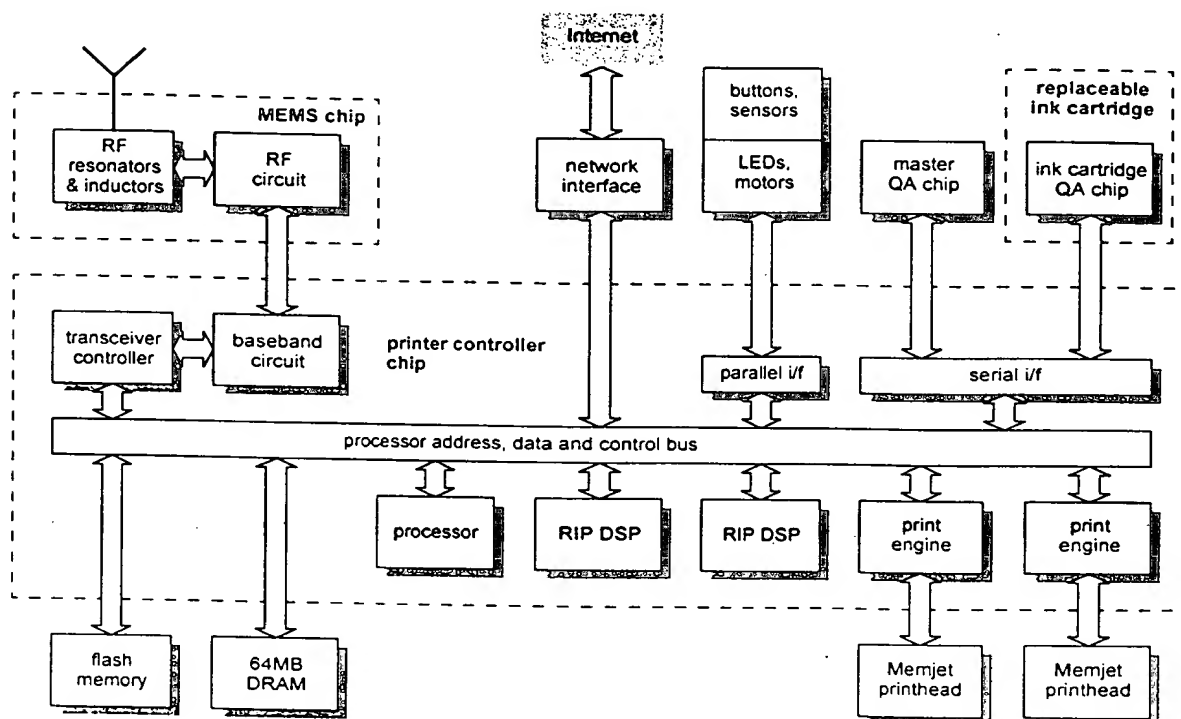 Internet
MEMS chip
RF
resonators
& inductors
RF
circuit
network
interface
buttons,
sensors
LEDs,
motors
master
QA chip
replaceable
ink cartridge
ink cartridge
QA chip
transceiver
controller
baseband
circuit
printer controller
chip
parallel i/f
serial i/f
processor address, data and control bus
processor
RIP DSP
RIP DSP
print
engine
print
engine
flash
memory
64MB
DRAM
Memjet
printhead
Memjet
printhead